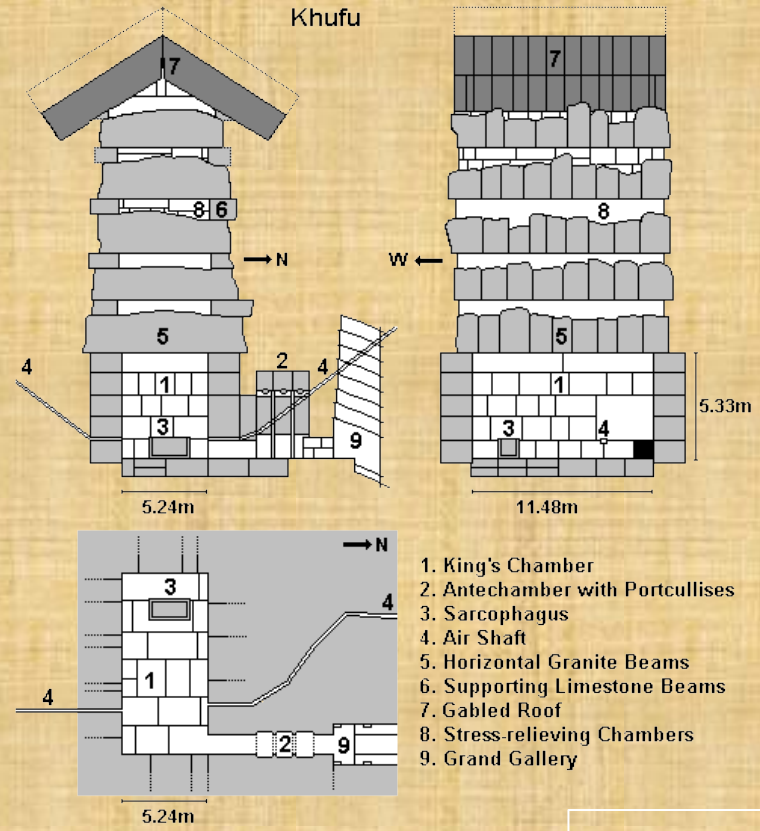 Khufu
7
7
8 6
8
N
W
5
5
4
2
4
1
1
5.33m
3
3
4
9
5.24m
11.48m
N
3
4
1
4
2
9
5.24m
1. King's Chamber
2. Antechamber with Portcullises
3. Sarcophagus
4. Air Shaft
5. Horizontal Granite Beams
6. Supporting Limestone Beams
7. Gabled Roof
8. Stress-relieving Chambers
9. Grand Gallery